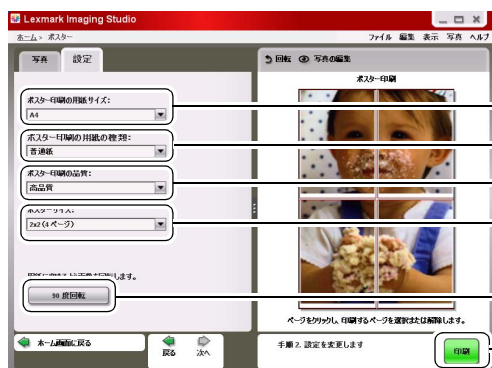 Lexmark Imaging Studio
ホーム > ポスター
ファイル 編集 表示 写真 ヘルプ
写真 設定
回転 写真の編集
ポスター印刷
ポスター印刷の用紙サイズ:
A4
ポスター印刷の用紙の種類:
普通紙
ポスター印刷の品質:
高品質
ポスターサイズ:
2x2(4 ページ)
します。
90 度回転
ページをクリックし、印刷するページを選択または解除します。
ホーム画面に戻る
戻る 次へ
手順 2. 設定を変更します
印刷